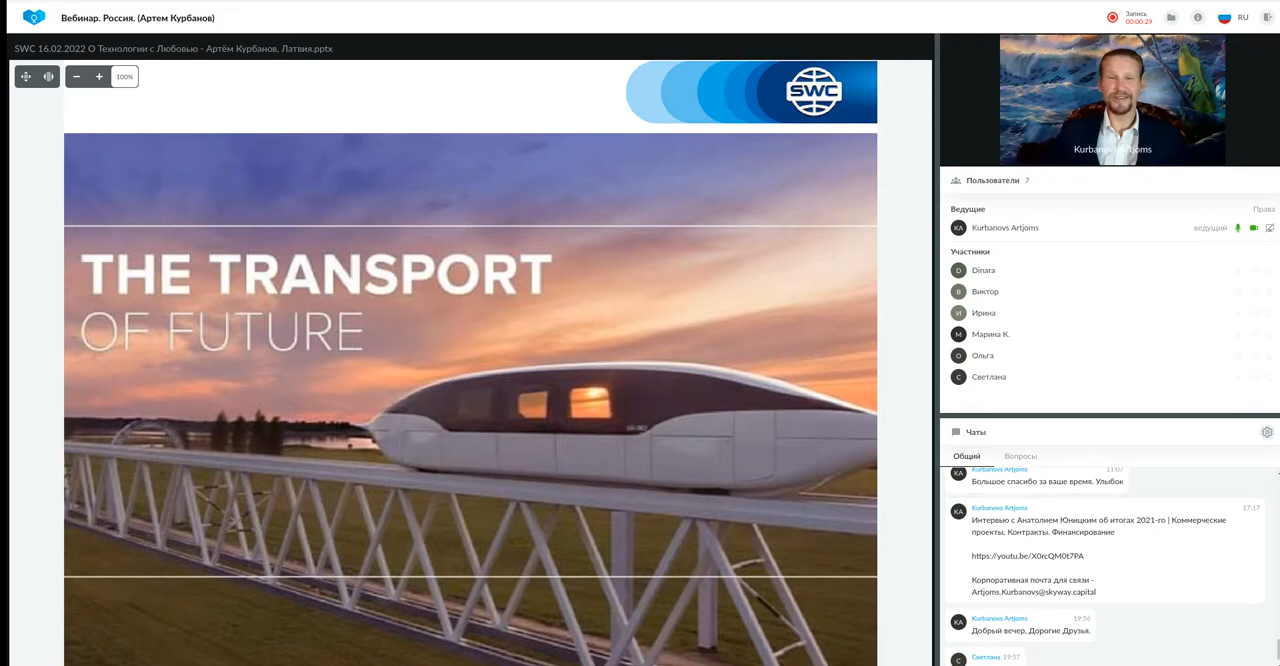 Вебинар. Россия. (Артем Курбанов)
Запись
00:00:29
RU
SWC 16.02.2022 О Технологии с Любовью - Артём Курбанов, Латвия.pptx
100%
SWC
THE TRANSPORT
OF FUTURE
Kurbanovs Artjoms
Пользователи 7
Ведущие
Права
KA Kurbanovs Artjoms
ведущий
Участники
D Dinara
В Виктор
И Ирина
М Марина К.
О Ольга
С Светлана
Чаты
Общий Вопросы
KA Kurbanovs Artjoms 11:07
Большое спасибо за ваше время. Улыбок
KA Kurbanovs Artjoms 17:17
Интервью с Анатолием Юницким об итогах 2021-го | Коммерческие
проекты. Контракты. Финансирование
https://youtu.be/X0rcQM0t7PA
Корпоративная почта для связи -
Artjoms.Kurbanovs@skyway.capital
KA Kurbanovs Artjoms 19:56
Добрый вечер, Дорогие Друзья.
С Светлана 19:57